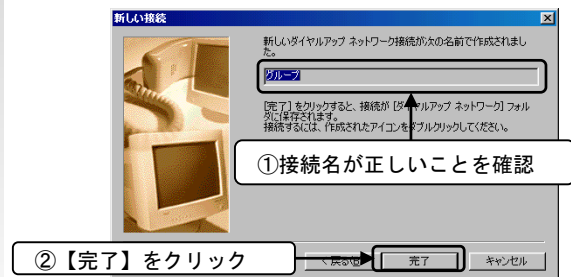 新しい接続
新しいダイヤルアップ ネットワーク接続が次の名前で作成されまし
た。
グループ
[完了] をクリックすると、接続が [ダイヤルアップ ネットワーク] フォル
ダに保存されます。
接続するには、作成されたアイコンをダブルクリックしてください。
①接続名が正しいことを確認
②【完了】をクリック
< 戻る(B)
完了
キャンセル